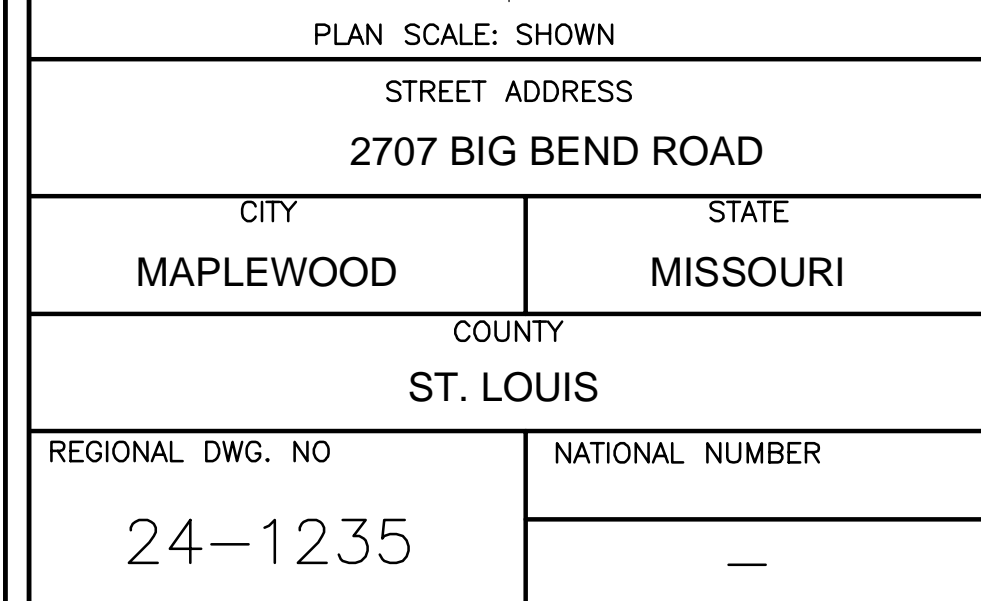 PLAN SCALE: SHOWN
STREET ADDRESS
2707 BIG BEND ROAD
CITY
MAPLEWOOD
STATE
MISSOURI
COUNTY
ST. LOUIS
REGIONAL DWG. NO
24-1235
NATIONAL NUMBER
—